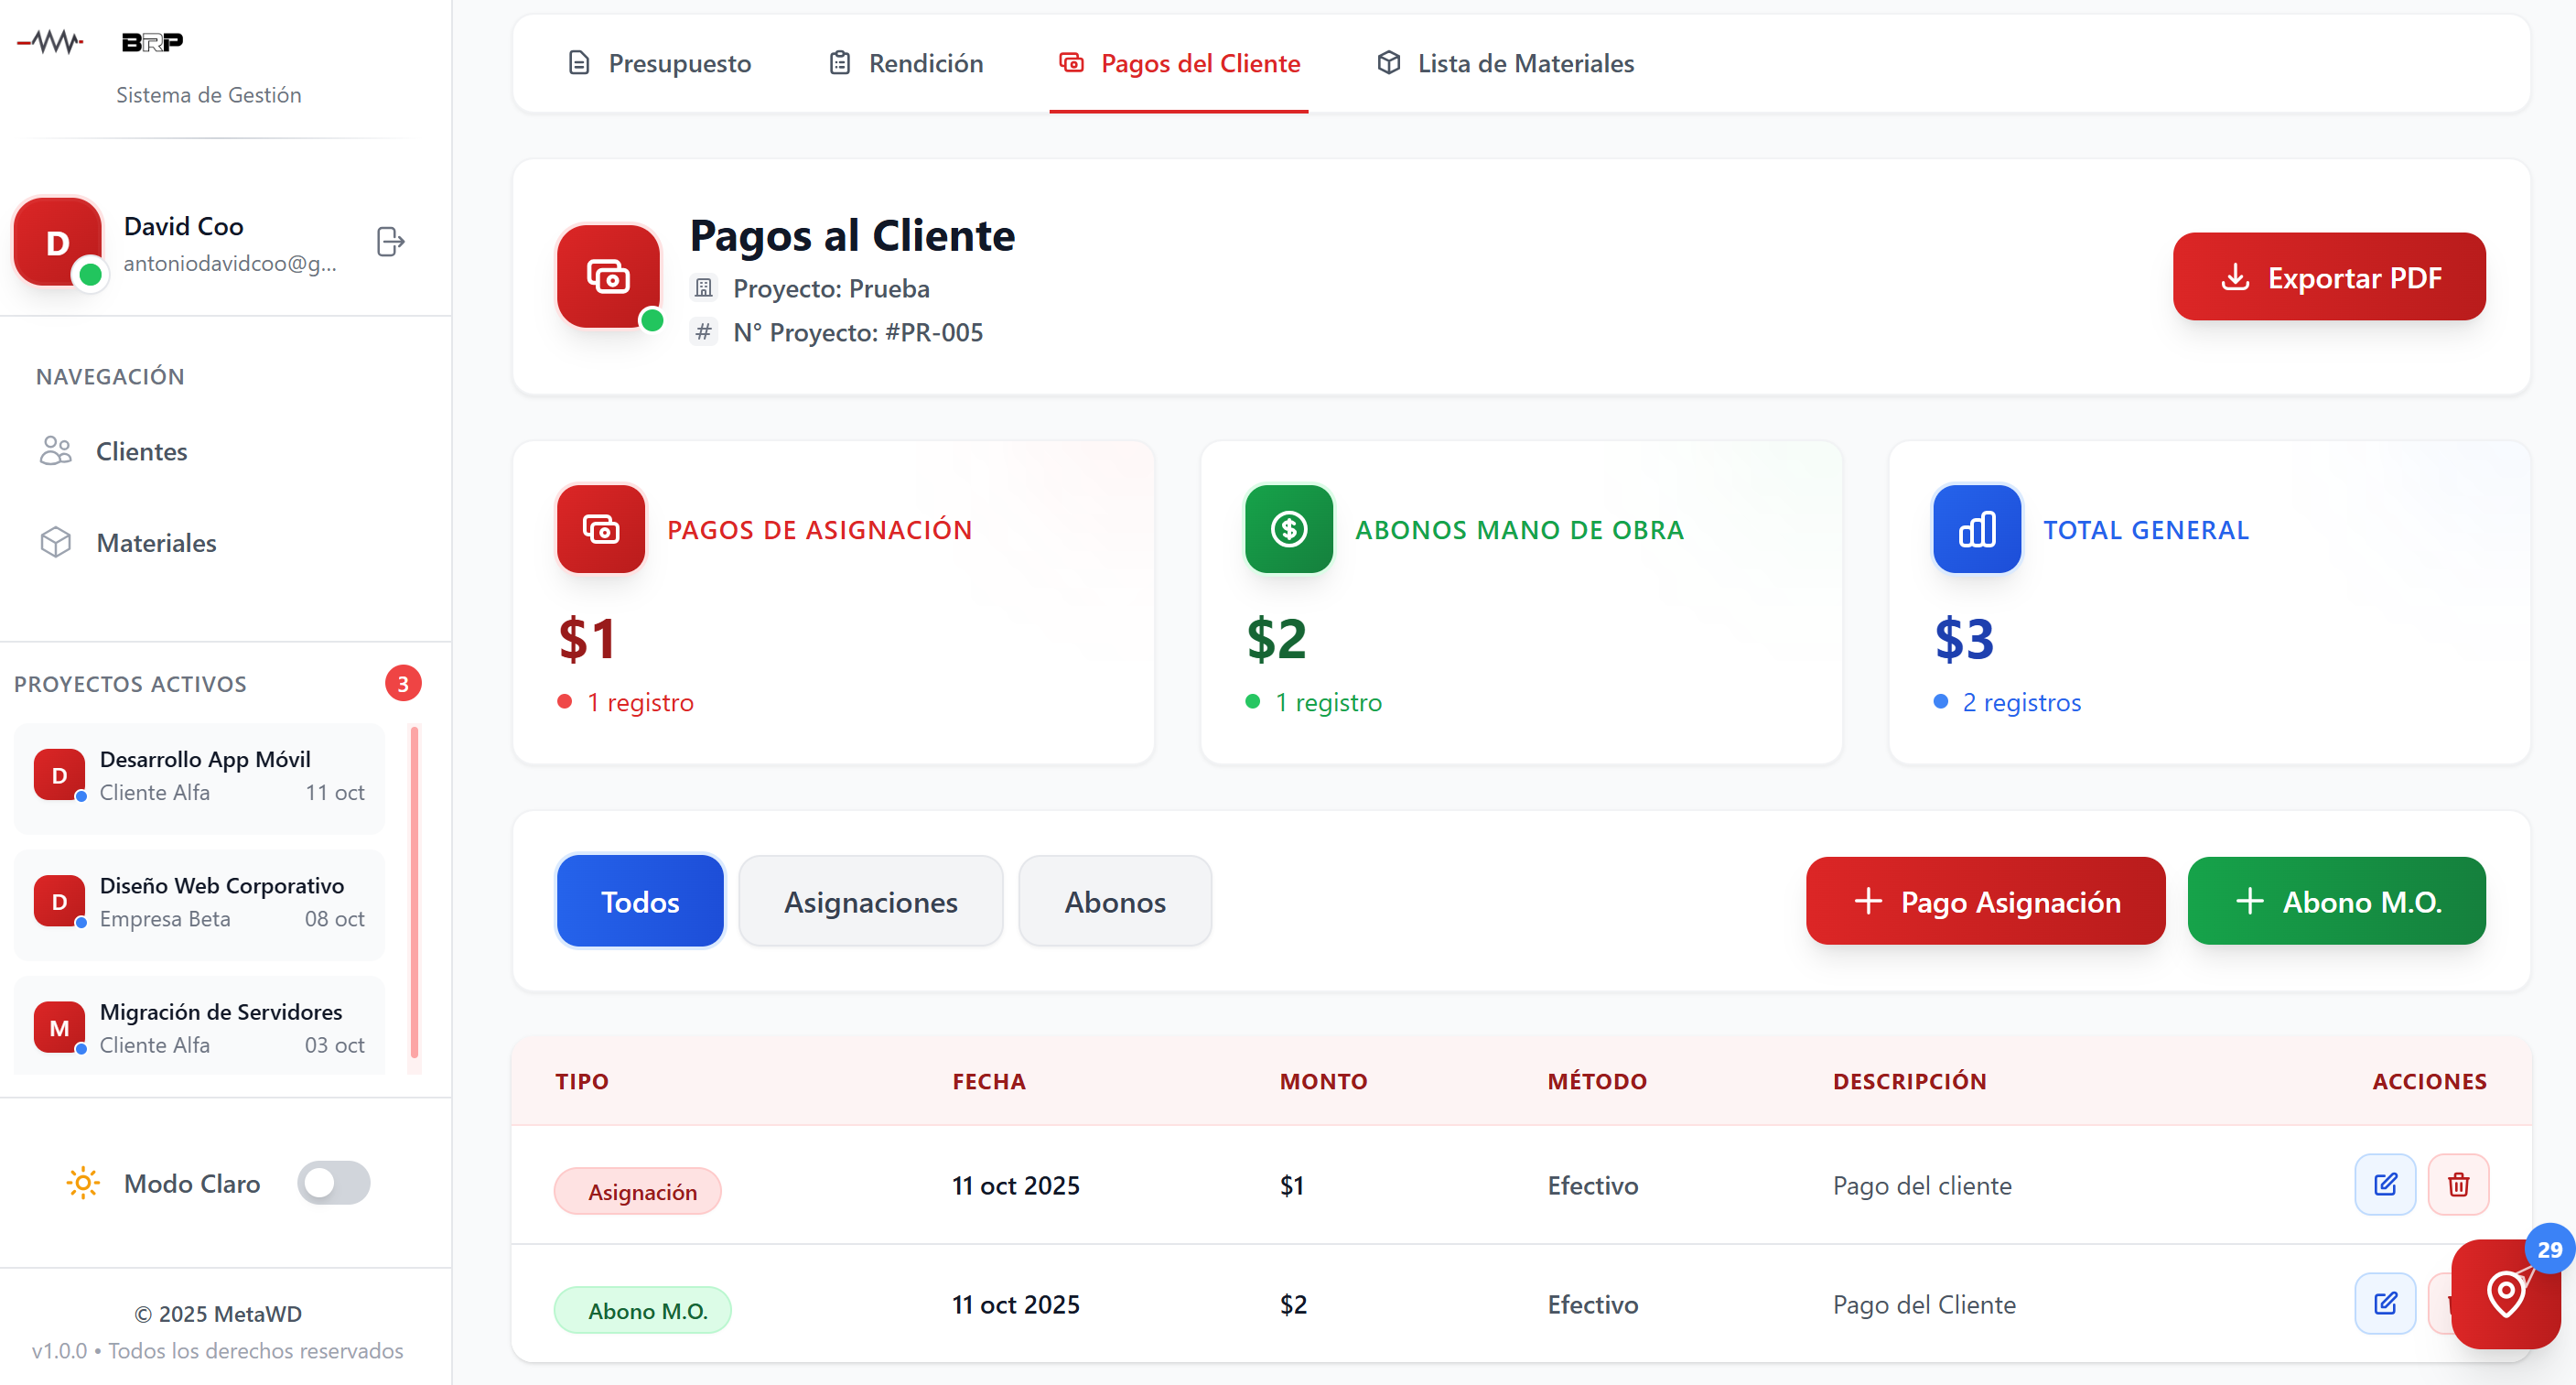 BRP
Sistema de Gestión
D
David Coo
antoniodavidcoo@g...
NAVEGACIÓN
Clientes
Materiales
PROYECTOS ACTIVOS 3
D
Desarrollo App Móvil
Cliente Alfa 11 oct
D
Diseño Web Corporativo
Empresa Beta 08 oct
M
Migración de Servidores
Cliente Alfa 03 oct
Modo Claro
© 2025 MetaWD
v1.0.0 • Todos los derechos reservados
Presupuesto Rendición Pagos del Cliente Lista de Materiales
Pagos al Cliente
Proyecto: Prueba
# N° Proyecto: #PR-005
Exportar PDF
PAGOS DE ASIGNACIÓN
$1
1 registro
ABONOS MANO DE OBRA
$2
1 registro
TOTAL GENERAL
$3
2 registros
Todos Asignaciones Abonos + Pago Asignación + Abono M.O.
TIPO FECHA MONTO MÉTODO DESCRIPCIÓN ACCIONES
Asignación 11 oct 2025 $1 Efectivo Pago del cliente
Abono M.O. 11 oct 2025 $2 Efectivo Pago del Cliente
29